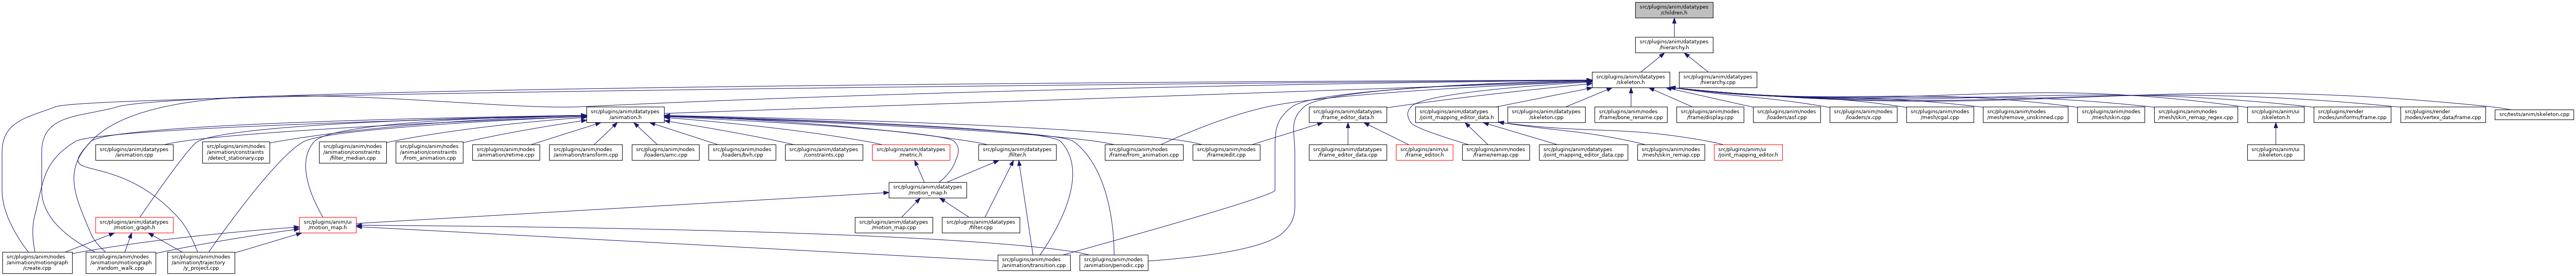 src/plugins/anim/datatypes
/children.h
src/plugins/anim/datatypes
/hierarchy.h
src/plugins/anim/datatypes
/skeleton.h
src/plugins/anim/datatypes
/hierarchy.cpp
src/plugins/anim/datatypes
/animation.h
src/plugins/anim/datatypes
/frame_editor_data.h
src/plugins/anim/datatypes
/joint_mapping_editor_data.h
src/plugins/anim/datatypes
/skeleton.cpp
src/plugins/anim/nodes
/frame/bone_rename.cpp
src/plugins/anim/nodes
/frame/display.cpp
src/plugins/anim/nodes
/loaders/asf.cpp
src/plugins/anim/nodes
/loaders/x.cpp
src/plugins/anim/nodes
/mesh/cgal.cpp
src/plugins/anim/nodes
/mesh/remove_unskinned.cpp
src/plugins/anim/nodes
/mesh/skin.cpp
src/plugins/anim/nodes
/mesh/skin_remap_regex.cpp
src/plugins/anim/ui
/skeleton.h
src/plugins/render
/nodes/uniforms/frame.cpp
src/plugins/render
/nodes/vertex_data/frame.cpp
src/tests/anim/skeleton.cpp
src/plugins/anim/datatypes
/animation.cpp
src/plugins/anim/nodes
/animation/constraints
/detect_stationary.cpp
src/plugins/anim/nodes
/animation/constraints
/filter_median.cpp
src/plugins/anim/nodes
/animation/constraints
/from_animation.cpp
src/plugins/anim/nodes
/animation/retime.cpp
src/plugins/anim/nodes
/animation/transform.cpp
src/plugins/anim/nodes
/loaders/amc.cpp
src/plugins/anim/nodes
/loaders/bvh.cpp
src/plugins/anim/datatypes
/constraints.cpp
src/plugins/anim/datatypes
/metric.h
src/plugins/anim/datatypes
/filter.h
src/plugins/anim/nodes
/frame/from_animation.cpp
src/plugins/anim/nodes
/frame/edit.cpp
src/plugins/anim/datatypes
/frame_editor_data.cpp
src/plugins/anim/ui
/frame_editor.h
src/plugins/anim/nodes
/frame/remap.cpp
src/plugins/anim/datatypes
/joint_mapping_editor_data.cpp
src/plugins/anim/nodes
/mesh/skin_remap.cpp
src/plugins/anim/ui
/joint_mapping_editor.h
src/plugins/anim/ui
/skeleton.cpp
src/plugins/anim/datatypes
/motion_map.h
src/plugins/anim/datatypes
/motion_graph.h
src/plugins/anim/ui
/motion_map.h
src/plugins/anim/datatypes
/motion_map.cpp
src/plugins/anim/datatypes
/filter.cpp
src/plugins/anim/nodes
/animation/motiongraph
/create.cpp
src/plugins/anim/nodes
/animation/motiongraph
/random_walk.cpp
src/plugins/anim/nodes
/animation/trajectory
/y_project.cpp
src/plugins/anim/nodes
/animation/transition.cpp
src/plugins/anim/nodes
/animation/periodic.cpp